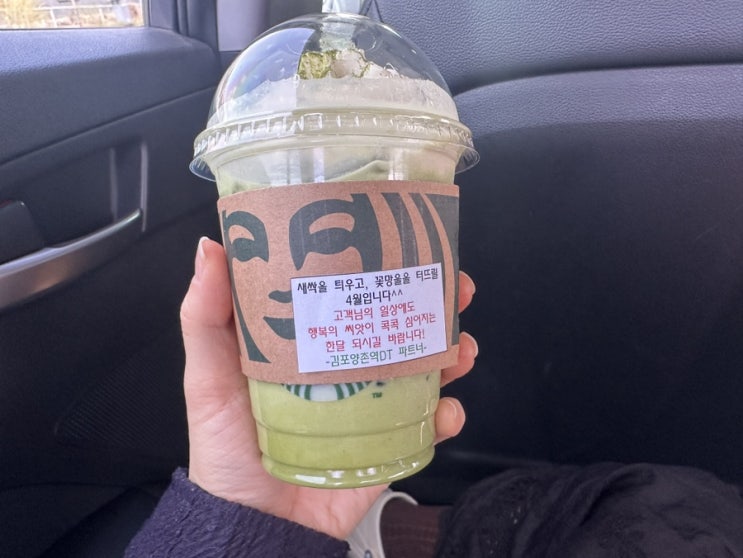 새싹을 틔우고, 꽃망울을 터뜨릴
4월입니다^^
고객님의 일상에도
행복의 씨앗이 콕콕 심어지는
한달 되시길 바랍니다!
-김포양촌역DT 파트너-
TM